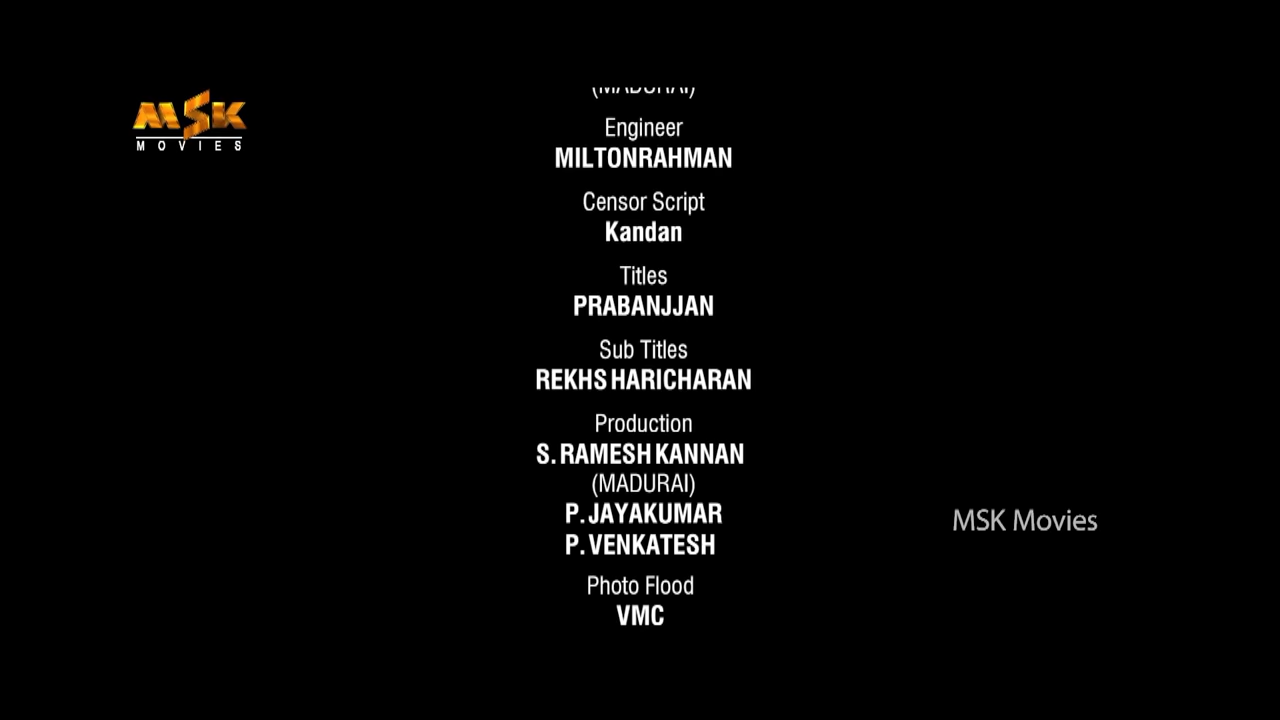 MSK
MOVIES
(MADURAI)
Engineer
MILTONRAHMAN
Censor Script
Kandan
Titles
PRABANJJAN
Sub Titles
REKHS HARICHARAN
Production
S. RAMESH KANNAN
(MADURAI)
P. JAYAKUMAR
P. VENKATESH
Photo Flood
VMC
MSK Movies